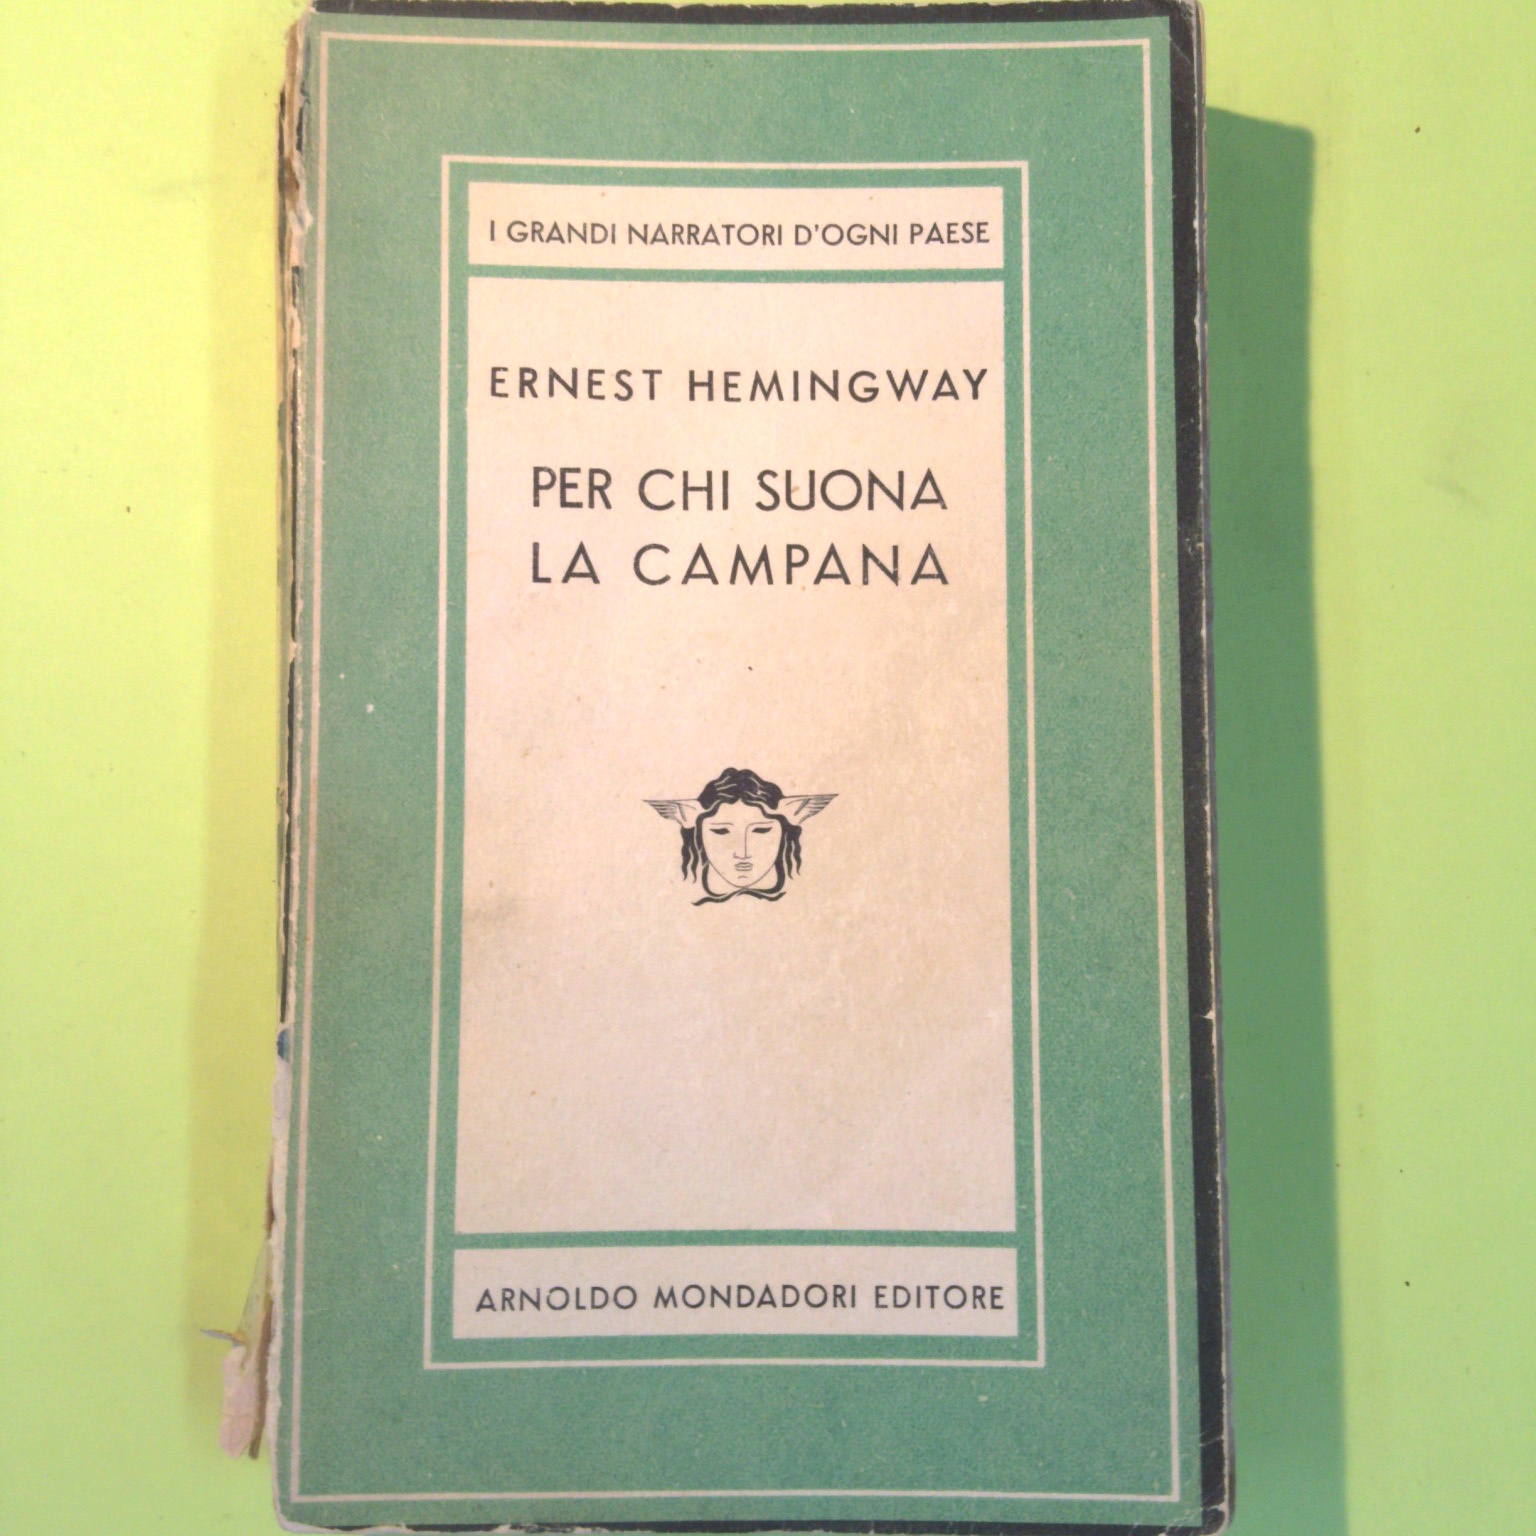 I GRANDI NARRATORI D'OGNI PAESE
ERNEST HEMINGWAY
PER CHI SUONA
LA CAMPANA
ARNOLDO MONDADORI EDITORE